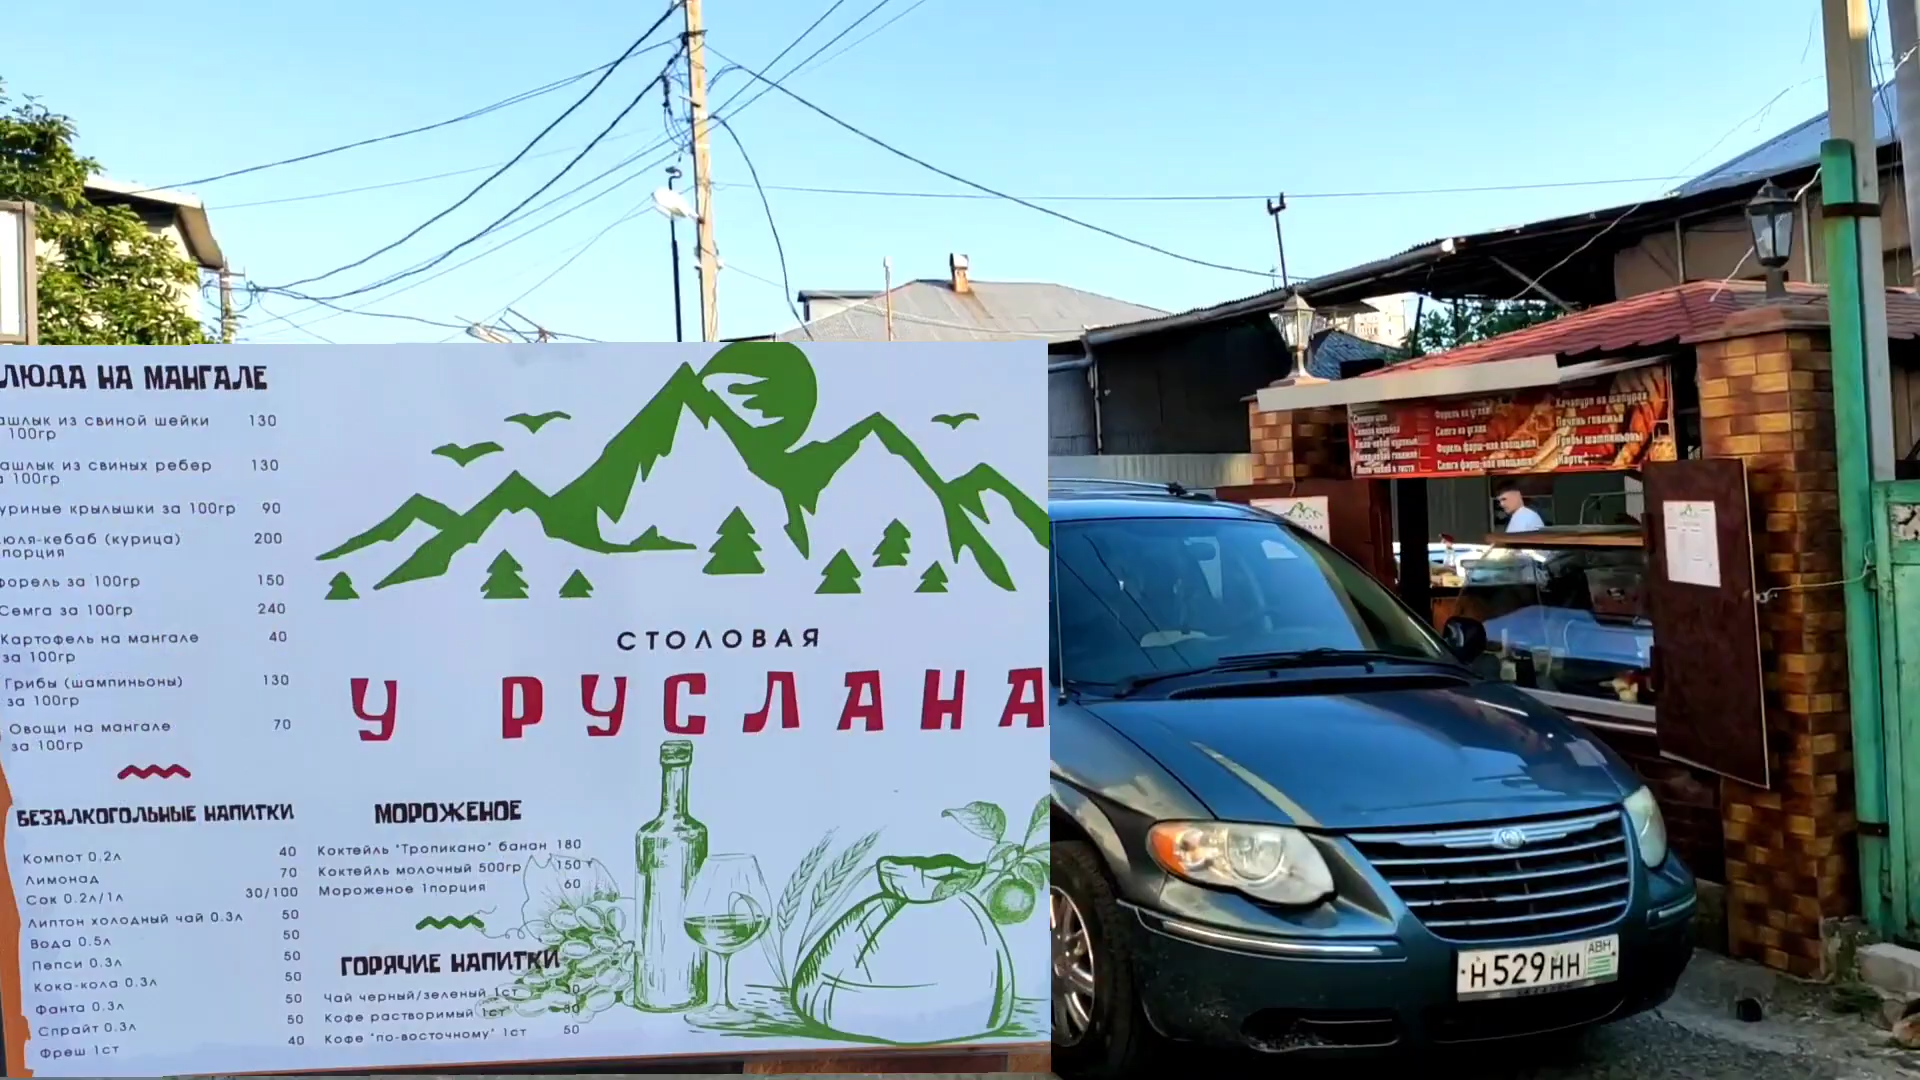 ЛЮДА НА МАНГАЛЕ
ашлык из свиной шейки 130
100гр
ашлык из свиных ребер 130
а 100гр
уриные крылышки за 100гр 90
юля-кебаб (курица) 200
порция
форель за 100гр 150
Семга за 100гр 240
Картофель на мангале 40
за 100гр
Грибы (шампиньоны) 130
за 100гр
Овощи на мангале 70
за 100гр
БЕЗАЛКОГОЛЬНЫЕ НАПИТКИ
Компот 0.2л 40
Лимонад 70
Сок 0.2л/1л 30/100
Липтон холодный чай 0.3л 50
Вода 0.5л 50
Пепси 0.3л 50
Кока-кола 0.3л 50
Фанта 0.3л 50
Спрайт 0.3л 50
Фреш 1ст 40
СТОЛОВАЯ
У РУСЛАНА
МОРОЖЕНОЕ
Коктейль "Тропикано" банан 180
Коктейль молочный 500гр 150
Мороженое 1порция 60
ГОРЯЧИЕ НАПИТКИ
Чай черный/зеленый 1ст 30
Кофе растворимый 1ст 30
Кофе "по-восточному" 1ст 50
Форель на углях
Семга на углях
Хачапури на шампурах
Печень говяжья
Грибы шампиньоны
Н 529 НН
АВН